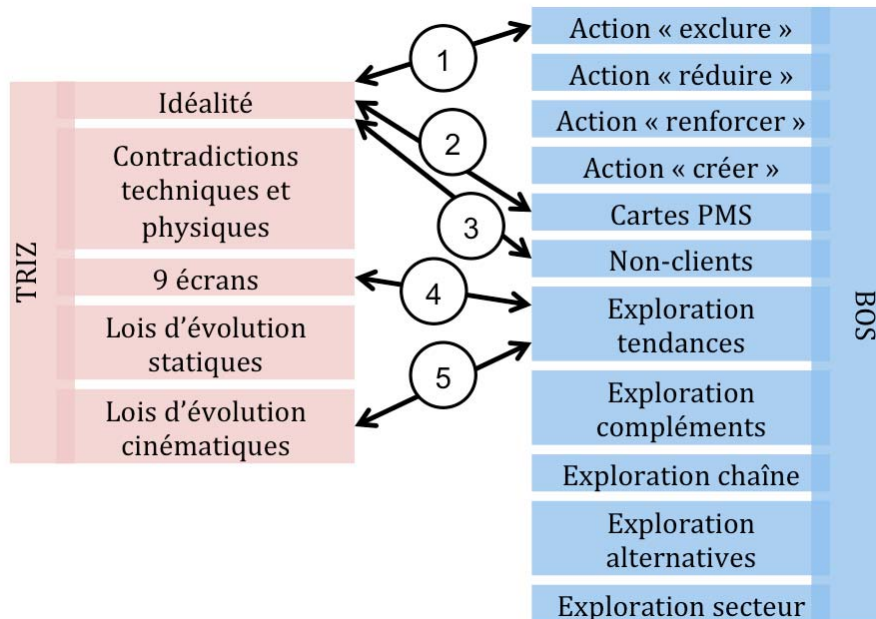 TRIZ
Idéalité
Contradictions
techniques et
physiques
9 écrans
Lois d’évolution
statiques
Lois d’évolution
cinématiques
1
2
3
4
5
Action « exclure »
Action « réduire »
Action « renforcer »
Action « créer »
Cartes PMS
Non-clients
Exploration
tendances
Exploration
compléments
Exploration chaîne
Exploration
alternatives
Exploration secteur
BOS